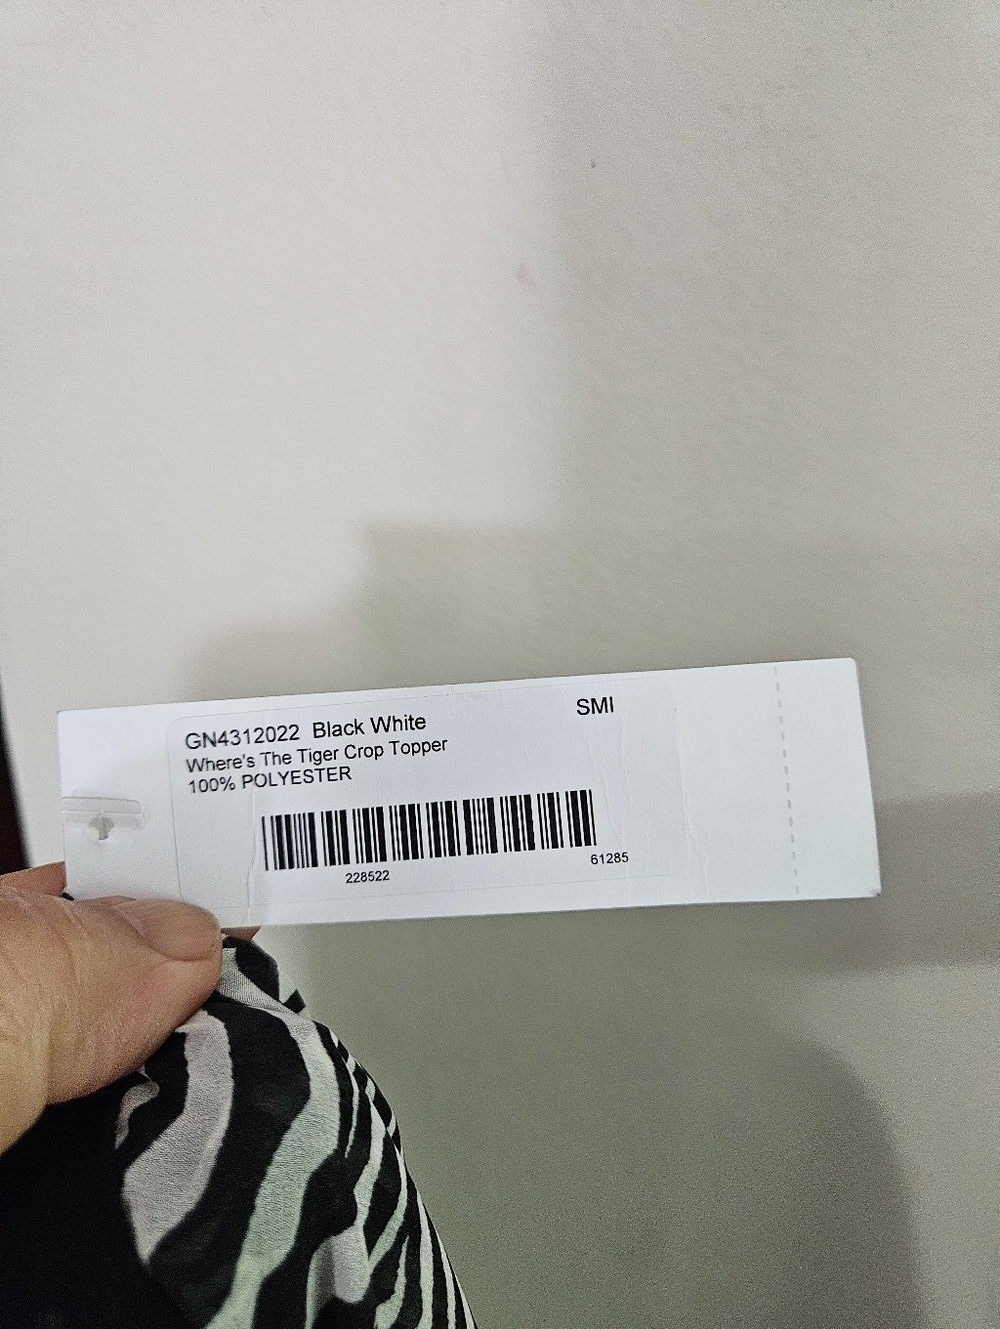 GN4312022 Black White
SMI
Where's The Tiger Crop Topper
100% POLYESTER
228522
61285